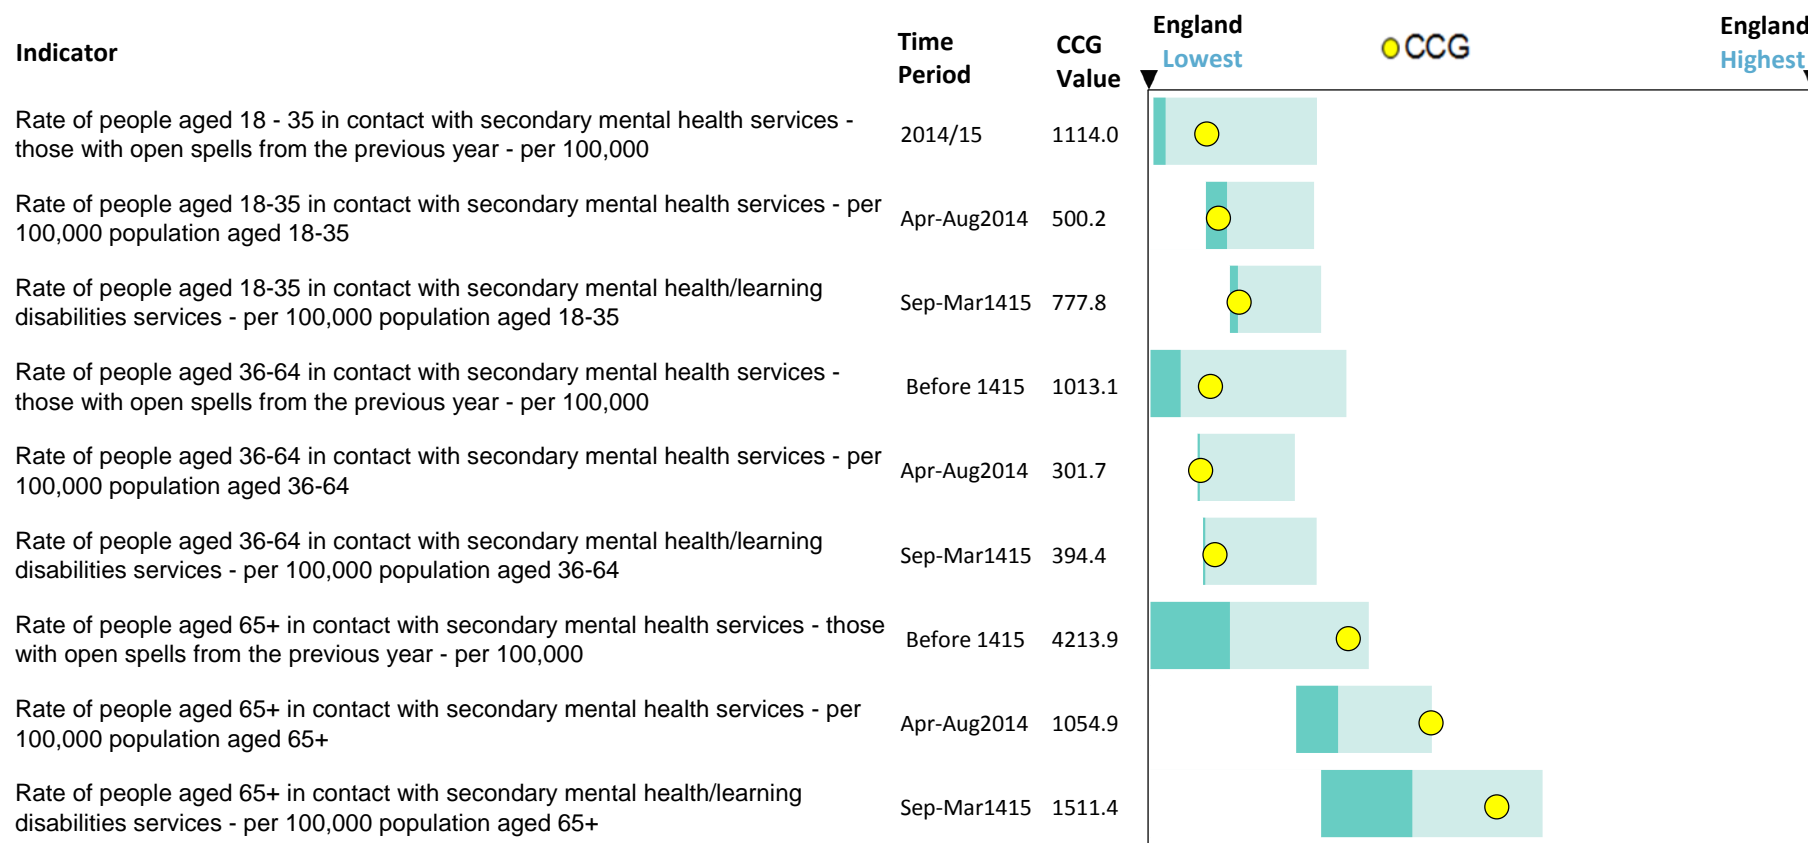 Indicator
Time
Period
CCG
Value
England
Lowest
CCG
England
Highest
Rate of people aged 18 - 35 in contact with secondary mental health services -
those with open spells from the previous year - per 100,000
2014/15
1114.0
Rate of people aged 18-35 in contact with secondary mental health services - per
100,000 population aged 18-35
Apr-Aug2014
500.2
Rate of people aged 18-35 in contact with secondary mental health/learning
disabilities services - per 100,000 population aged 18-35
Sep-Mar1415
777.8
Rate of people aged 36-64 in contact with secondary mental health services -
those with open spells from the previous year - per 100,000
Before 1415
1013.1
Rate of people aged 36-64 in contact with secondary mental health services - per
100,000 population aged 36-64
Apr-Aug2014
301.7
Rate of people aged 36-64 in contact with secondary mental health/learning
disabilities services - per 100,000 population aged 36-64
Sep-Mar1415
394.4
Rate of people aged 65+ in contact with secondary mental health services - those
with open spells from the previous year - per 100,000
Before 1415
4213.9
Rate of people aged 65+ in contact with secondary mental health services - per
100,000 population aged 65+
Apr-Aug2014
1054.9
Rate of people aged 65+ in contact with secondary mental health/learning
disabilities services - per 100,000 population aged 65+
Sep-Mar1415
1511.4